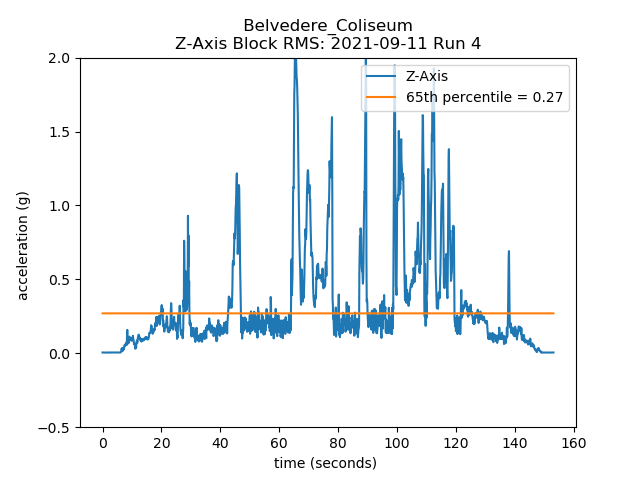 Belvedere_Coliseum
Z-Axis Block RMS: 2021-09-11 Run 4
Z-Axis
65th percentile = 0.27
acceleration (g)
2.0
1.5
1.0
0.5
0.0
−0.5
0 20 40 60 80 100 120 140 160
time (seconds)